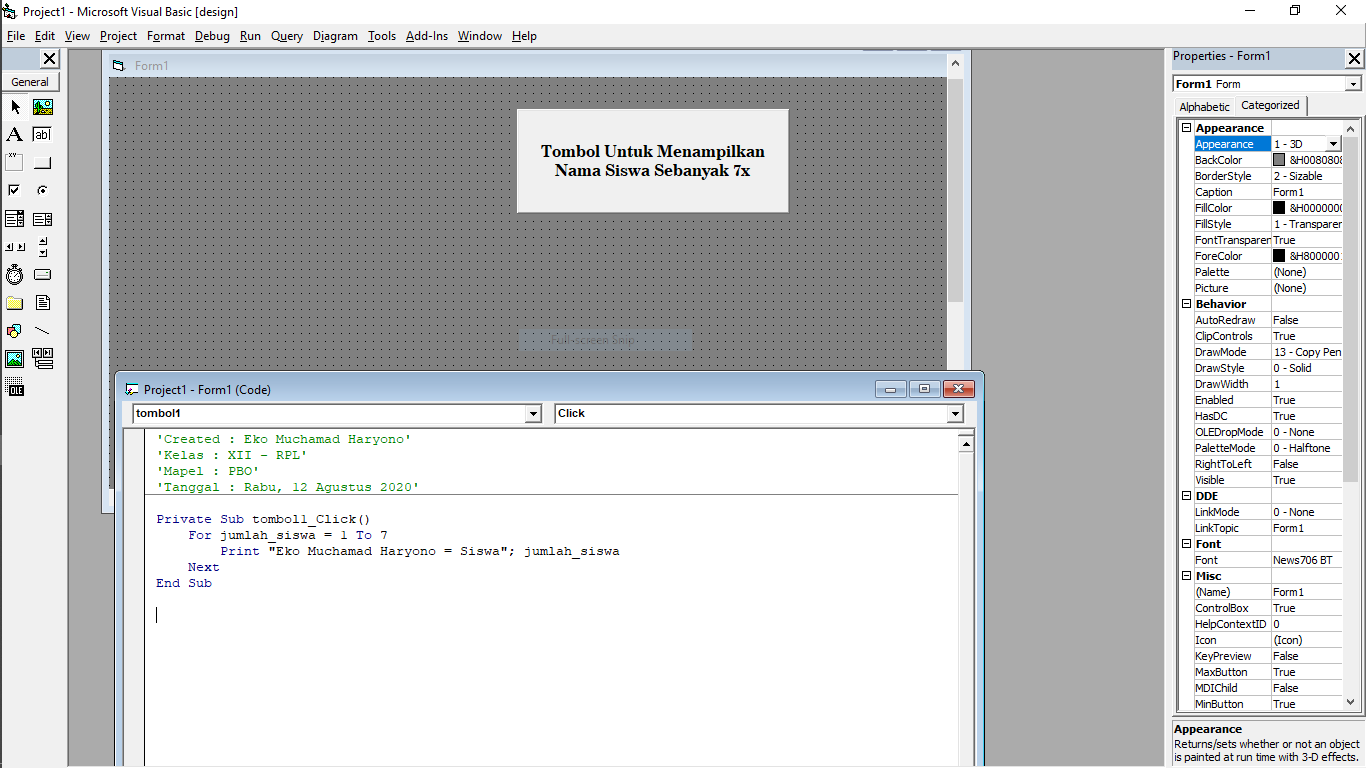 Project1 - Microsoft Visual Basic [design]
File Edit View Project Format Debug Run Query Diagram Tools Add-Ins Window Help
General
A
ab|
XY
OLE
Form1
Tombol Untuk Menampilkan
Nama Siswa Sebanyak 7x
Full-screen Snip
Project1 - Form1 (Code)
tombol1 Click
'Created : Eko Muchamad Haryono'
'Kelas : XII - RPL'
'Mapel : PBO'
'Tanggal : Rabu, 12 Agustus 2020'
Private Sub tombol1_Click()
For jumlah_siswa = 1 To 7
Print "Eko Muchamad Haryono = Siswa"; jumlah_siswa
Next
End Sub
Properties - Form1
Form1 Form
Alphabetic Categorized
Appearance
Appearance 1 - 3D
BackColor &H0080808
BorderStyle 2 - Sizable
Caption Form1
FillColor &H0000000
FillStyle 1 - Transparen
FontTransparen True
ForeColor &H8000001
Palette (None)
Picture (None)
Behavior
AutoRedraw False
ClipControls True
DrawMode 13 - Copy Pen
DrawStyle 0 - Solid
DrawWidth 1
Enabled True
HasDC True
OLEDropMode 0 - None
PaletteMode 0 - Halftone
RightToLeft False
Visible True
DDE
LinkMode 0 - None
LinkTopic Form1
Font
Font News706 BT
Misc
(Name) Form1
ControlBox True
HelpContextID 0
Icon (Icon)
KeyPreview False
MaxButton True
MDIChild False
MinButton True
Appearance
Returns/sets whether or not an object
is painted at run time with 3-D effects.